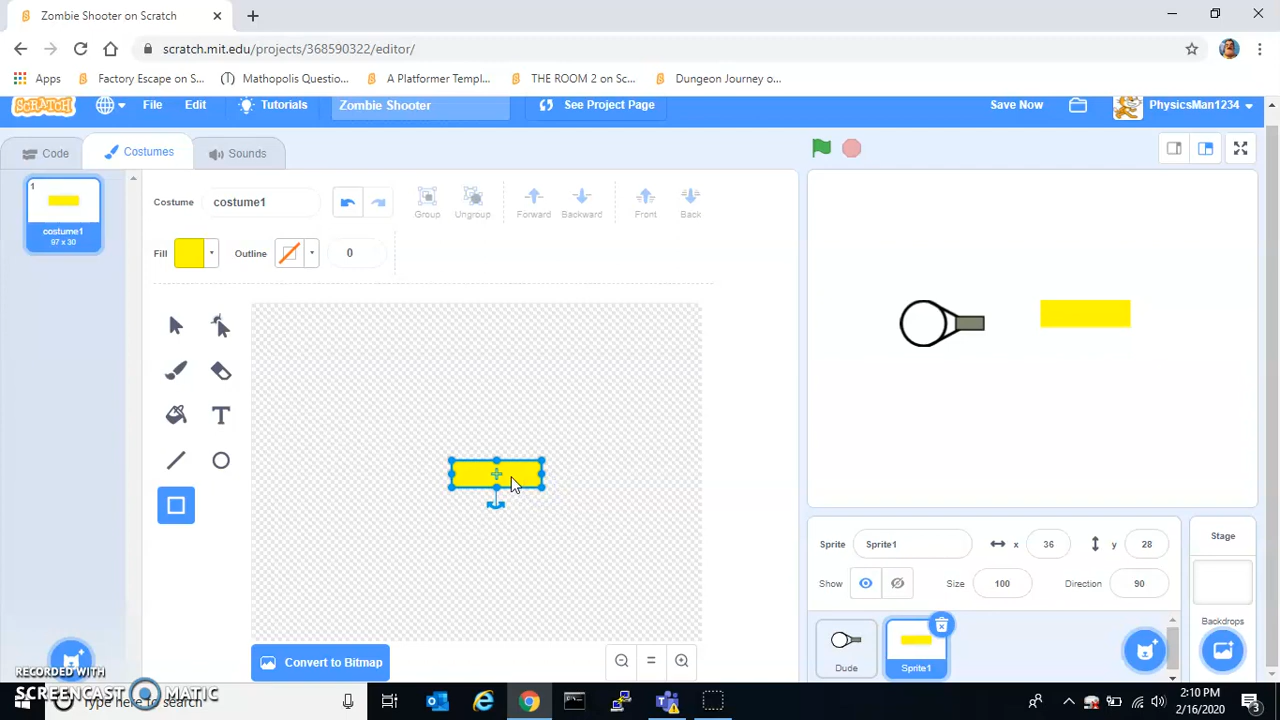 Zombie Shooter on Scratch
scratch.mit.edu/projects/368590322/editor/
Apps Factory Escape on S... Mathopolis Questio... A Platformer Templ... THE ROOM 2 on Sc... Dungeon Journey o...
SCRATCH File Edit Tutorials Zombie Shooter See Project Page Save Now PhysicsMan1234
Code Costumes Sounds
1
costume1
97 x 30
Costume costume1 Group Ungroup Forward Backward Front Back
Fill Outline 0
T
Convert to Bitmap
Sprite Sprite1 x 36 y 28
Show Size 100 Direction 90
Dude Sprite1
Stage
Backdrops
RECORDED WITH
SCREENCAST MATIC
Type here to search
2:10 PM
2/16/2020
3